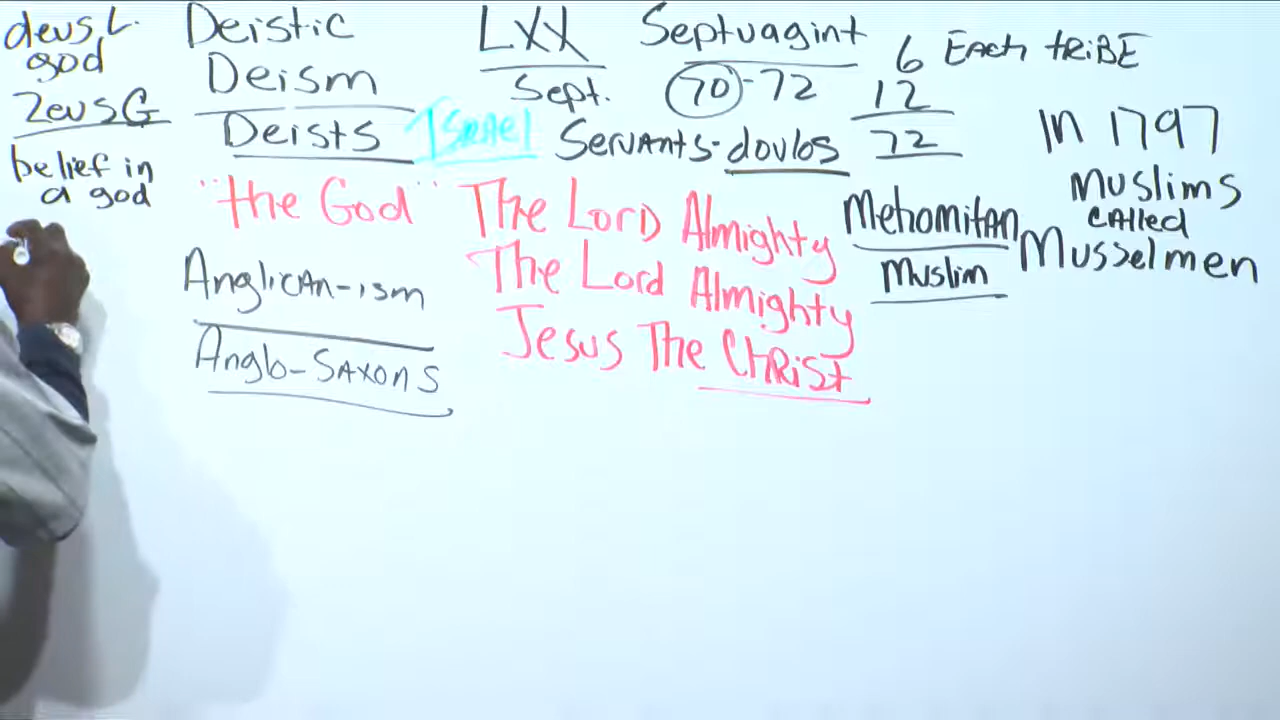 deus, L.
god
Zeus G
belief in
a god
Deistic
Deism
Deists
Israel
"the God"
Anglican-ism
Anglo-Saxons
LXX
Sept.
Septuagint
70-72
Servants-doulos
The Lord Almighty
The Lord Almighty
Jesus The Christ
6 Each tribe
12
72
Mehomitan
Muslim
In 1797
Muslims
called
Musselmen